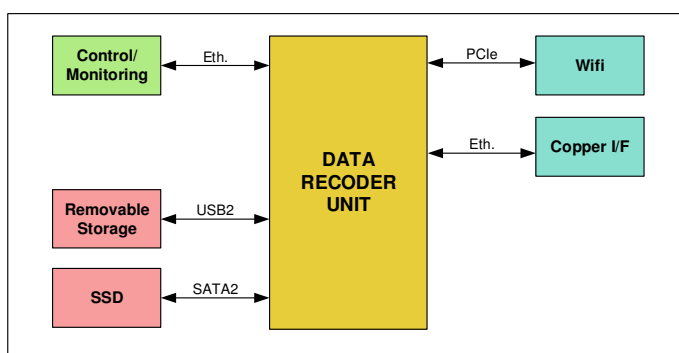 Control/
Monitoring
Eth.
PCIe
Wifi
Eth.
Copper I/F
DATA
RECODER
UNIT
Removable
Storage
USB2
SSD
SATA2